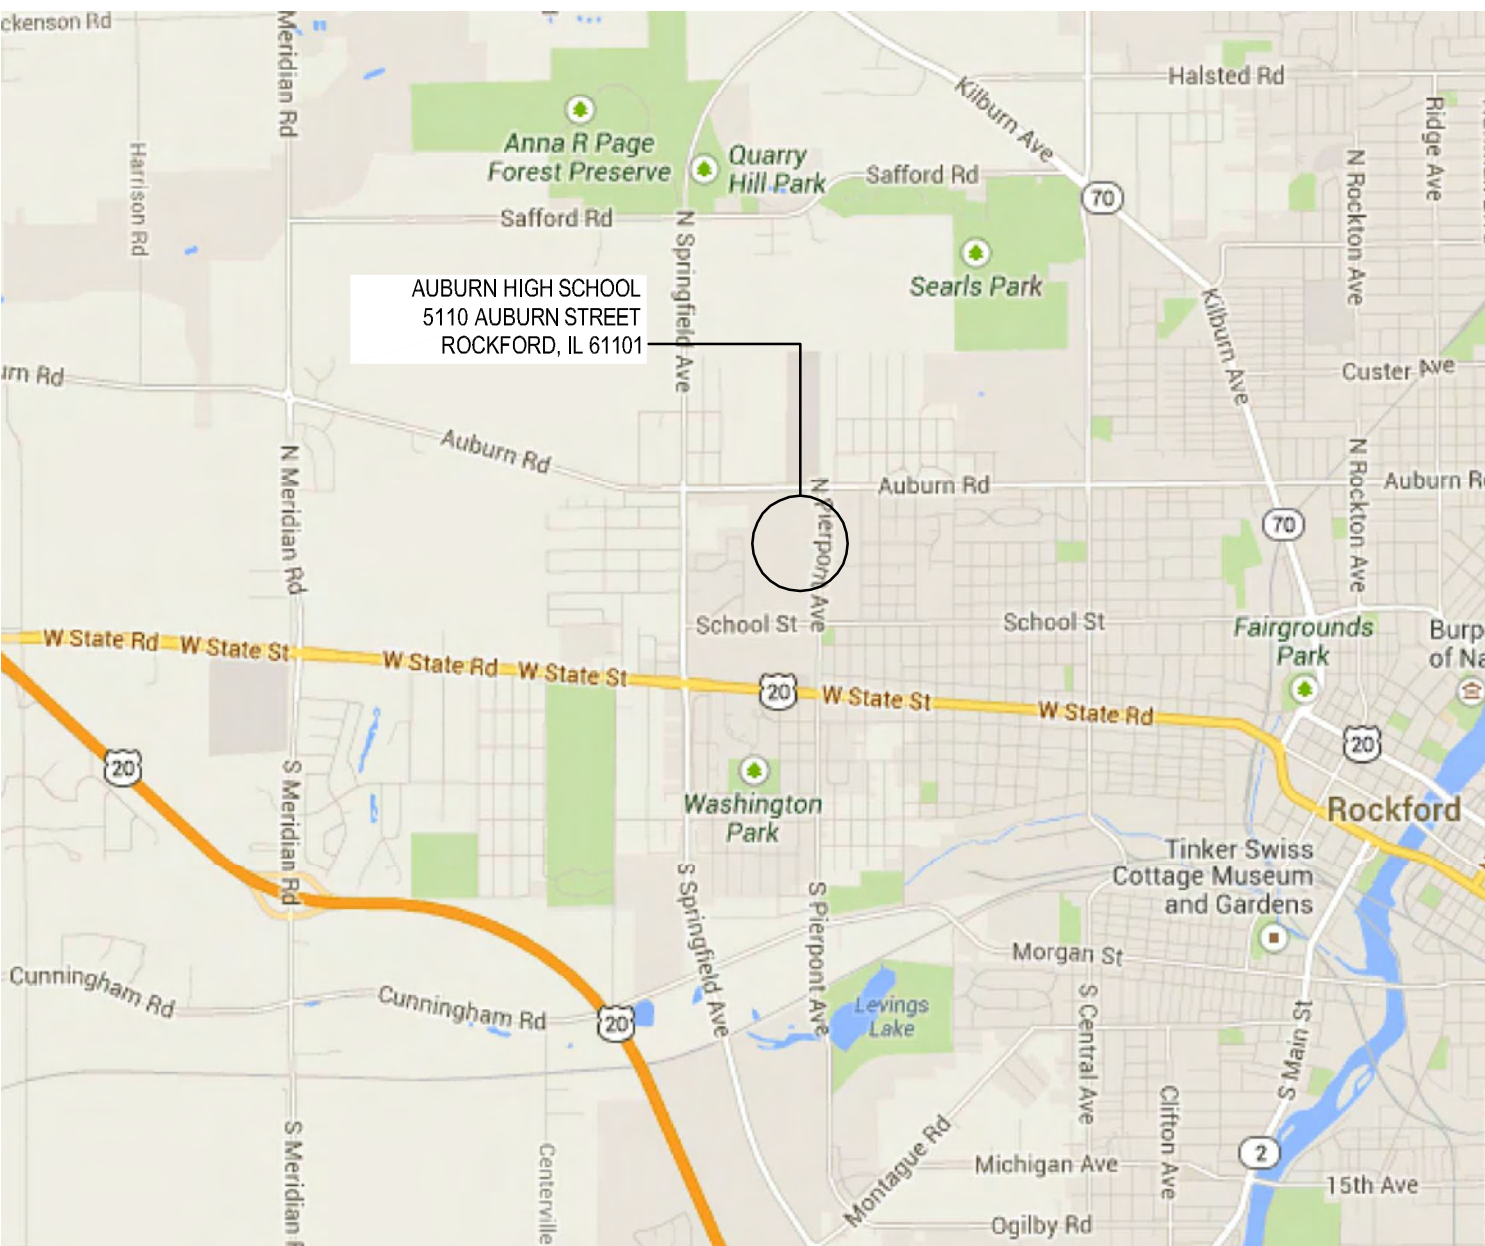 ckenson Rd
Meridian Rd
Halsted Rd
Kilburn Ave
Ridge Ave
Harrison Rd
Anna R Page
Forest Preserve
Quarry
Hill Park
Safford Rd
N Rockton Ave
70
Safford Rd
N Springfield Ave
Searls Park
AUBURN HIGH SCHOOL
5110 AUBURN STREET
ROCKFORD, IL 61101
Kilburn Ave
urn Rd
Custer Ave
Auburn Rd
N Meridian Rd
N Pierpont Ave
Auburn Rd
N Rockton Ave
Auburn R
70
School St
School St
Fairgrounds
Park
Burp
of Na
W State Rd
W State St
W State Rd
W State St
20
W State St
W State Rd
20
20
S Meridian Rd
Washington
Park
Rockford
Tinker Swiss
Cottage Museum
and Gardens
S Springfield Ave
S Pierpont Ave
Morgan St
Cunningham Rd
Cunningham Rd
20
Levings
Lake
S Central Ave
S Main St
Clifton Ave
Montague Rd
S Meridian
Centerville
Michigan Ave
2
15th Ave
Ogilby Rd